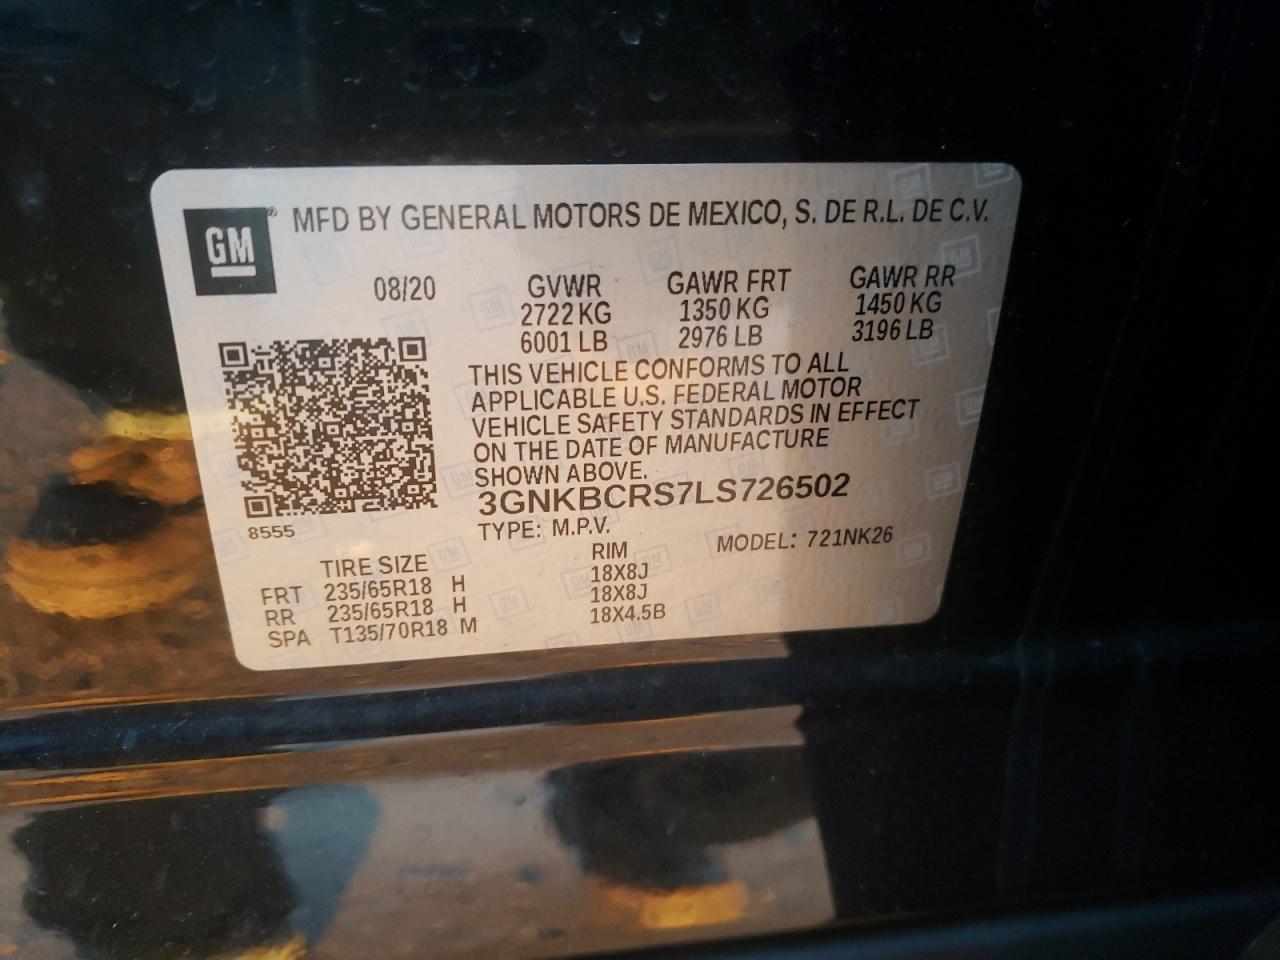 GM ® MFD BY GENERAL MOTORS DE MEXICO, S. DE R.L. DE C.V.
08/20 GVWR GAWR FRT GAWR RR
2722 KG 1350 KG 1450 KG
6001 LB 2976 LB 3196 LB
THIS VEHICLE CONFORMS TO ALL
APPLICABLE U.S. FEDERAL MOTOR
VEHICLE SAFETY STANDARDS IN EFFECT
ON THE DATE OF MANUFACTURE
SHOWN ABOVE.
3GNKBCRS7LS726502
8555
TYPE: M.P.V. MODEL: 721NK26
TIRE SIZE RIM
FRT 235/65R18 H 18X8J
RR 235/65R18 H 18X8J
SPA T135/70R18 M 18X4.5B